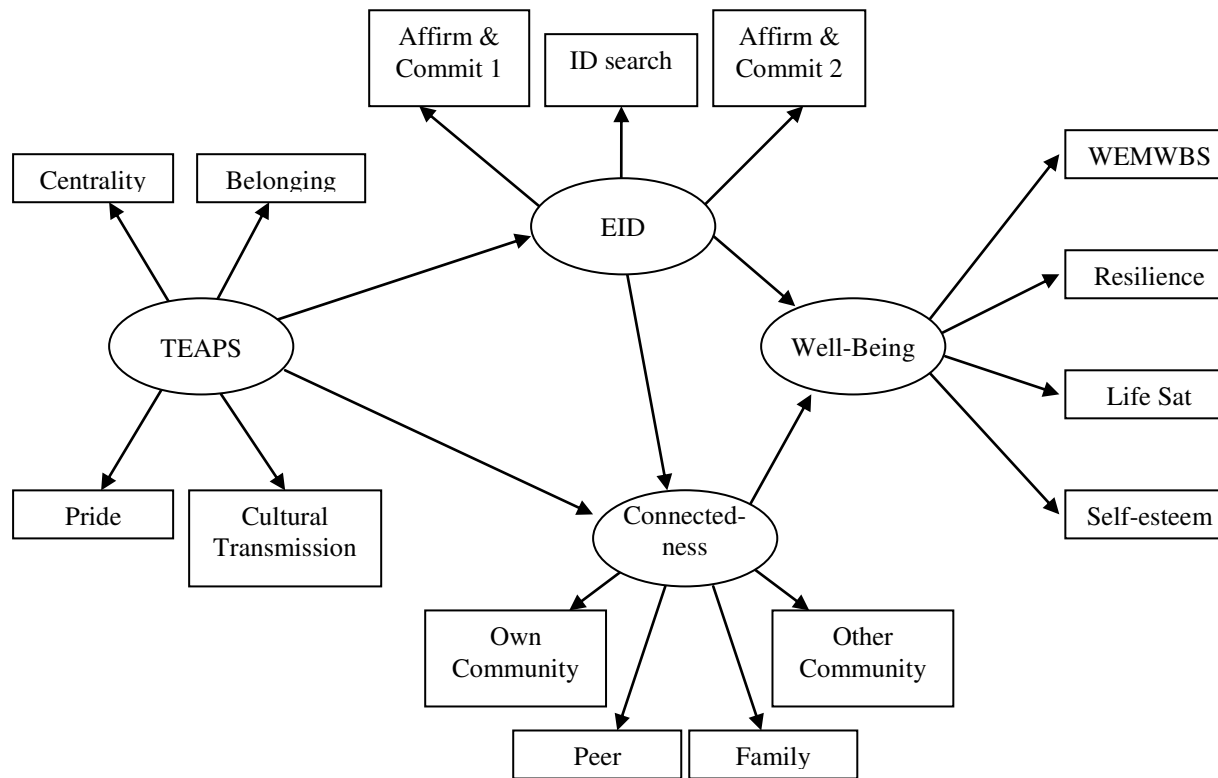 Affirm &
Commit 1
ID search
Affirm &
Commit 2
WEMWBS
Centrality
Belonging
EID
Resilience
TEAPS
Well-Being
Life Sat
Pride
Cultural
Transmission
Connected-
ness
Self-esteem
Own
Community
Other
Community
Peer
Family